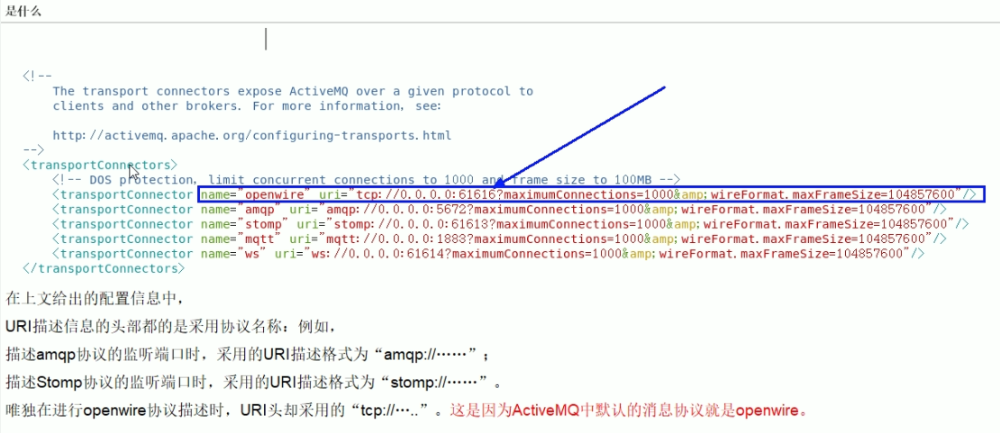 是什么
<!--
The transport connectors expose ActiveMQ over a given protocol to
clients and other brokers. For more information, see:
http://activemq.apache.org/configuring-transports.html
-->
<transportConnectors>
<!-- DOS protection, limit concurrent connections to 1000 and frame size to 100MB -->
<transportConnector name="openwire" uri="tcp://0.0.0.0:61616?maximumConnections=1000&amp;wireFormat.maxFrameSize=104857600"/>
<transportConnector name="amqp" uri="amqp://0.0.0.0:5672?maximumConnections=1000&amp;wireFormat.maxFrameSize=104857600"/>
<transportConnector name="stomp" uri="stomp://0.0.0.0:61613?maximumConnections=1000&amp;wireFormat.maxFrameSize=104857600"/>
<transportConnector name="mqtt" uri="mqtt://0.0.0.0:1883?maximumConnections=1000&amp;wireFormat.maxFrameSize=104857600"/>
<transportConnector name="ws" uri="ws://0.0.0.0:61614?maximumConnections=1000&amp;wireFormat.maxFrameSize=104857600"/>
</transportConnectors>
在上文给出的配置信息中，
URI描述信息的头部都的是采用协议名称：例如，
描述amqp协议的监听端口时，采用的URI描述格式为“amqp://……”；
描述Stomp协议的监听端口时，采用的URI描述格式为“stomp://……”。
唯独在进行openwire协议描述时，URI头却采用的“tcp://…..”。这是因为ActiveMQ中默认的消息协议就是openwire。